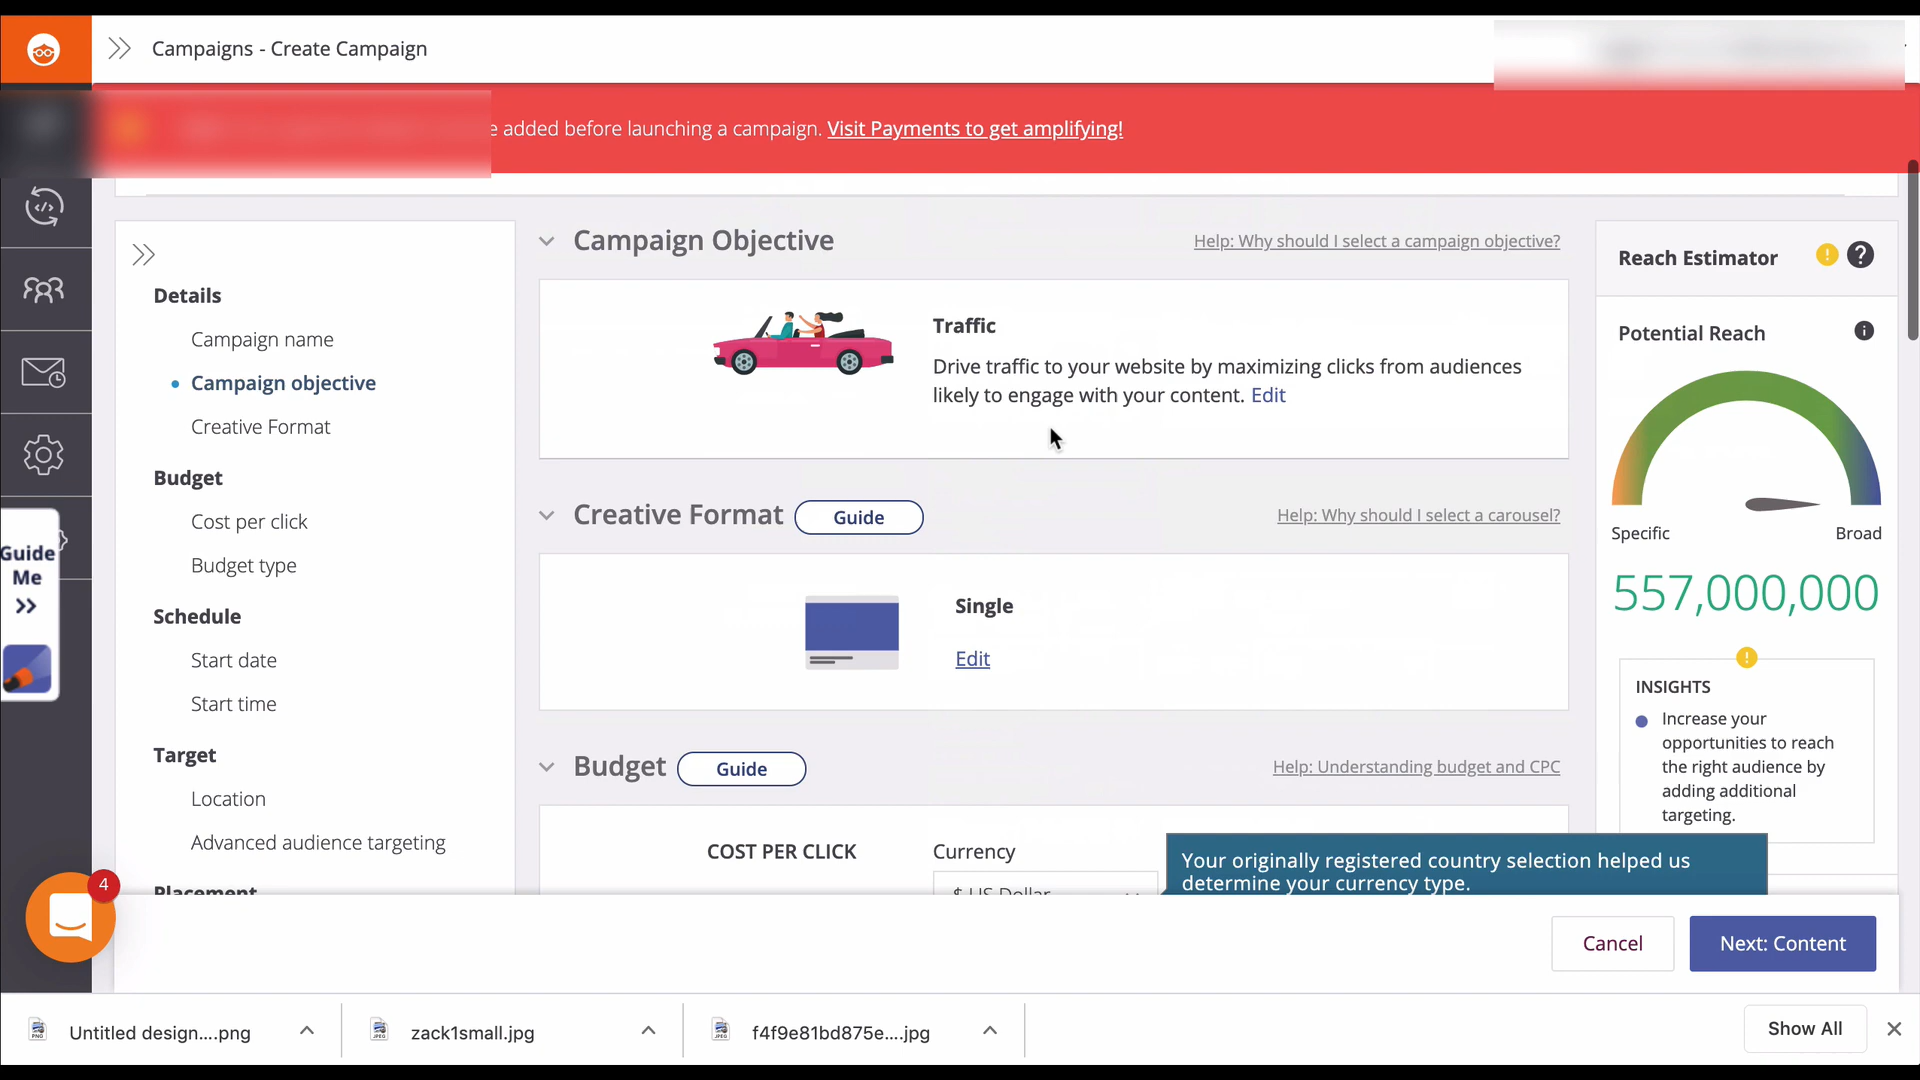 Campaigns - Create Campaign
added before launching a campaign. Visit Payments to get amplifying!
Details
Campaign name
Campaign objective
Creative Format
Budget
Cost per click
Budget type
Schedule
Start date
Start time
Target
Location
Advanced audience targeting
Placement
Guide
Me
4
Campaign Objective
Help: Why should I select a campaign objective?
Traffic
Drive traffic to your website by maximizing clicks from audiences
likely to engage with your content. Edit
Creative Format Guide
Help: Why should I select a carousel?
Single
Edit
Budget Guide
Help: Understanding budget and CPC
COST PER CLICK
Currency
$ US Dollar
Your originally registered country selection helped us
determine your currency type.
Reach Estimator
Potential Reach
Specific
Broad
557,000,000
INSIGHTS
Increase your
opportunities to reach
the right audience by
adding additional
targeting.
Cancel
Next: Content
Untitled design....png
zack1small.jpg
f4f9e81bd875e....jpg
Show All